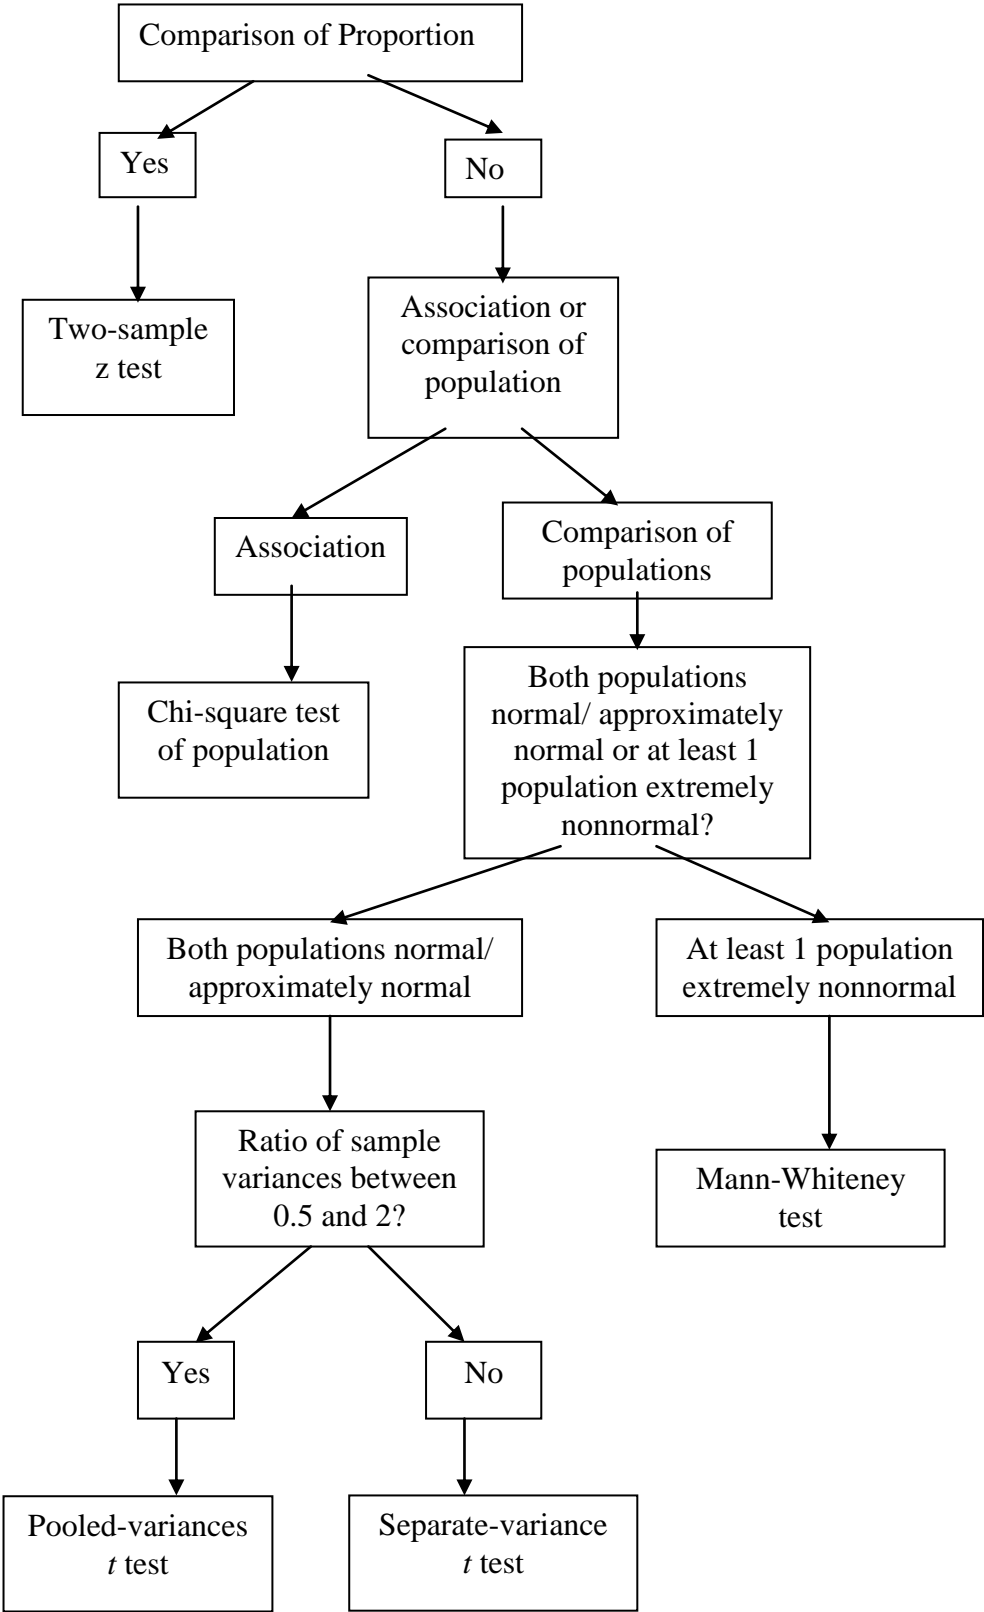 Comparison of Proportion
Yes
No
Two-sample
z test
Association or
comparison of
population
Association
Comparison of
populations
Chi-square test
of population
Both populations
normal/ approximately
normal or at least 1
population extremely
nonnormal?
Both populations normal/
approximately normal
At least 1 population
extremely nonnormal
Ratio of sample
variances between
0.5 and 2?
Mann-Whiteney
test
Yes
No
Pooled-variances
t test
Separate-variance
t test